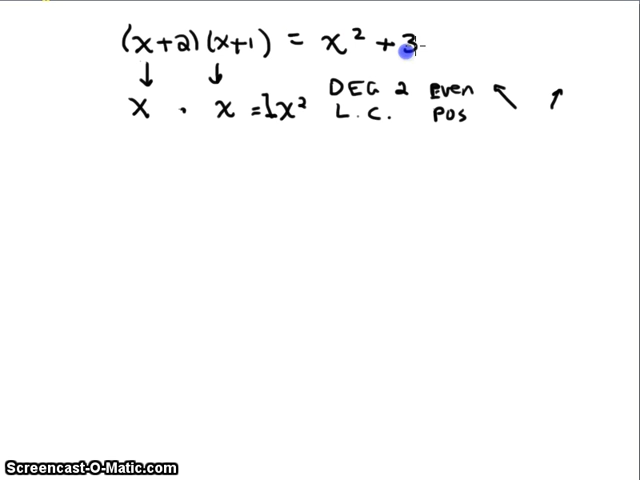 (x+2)(x+1) = x² + 3
DEG 2 Even
x · x = 1x² L.C. Pos
Screencast-O-Matic.com